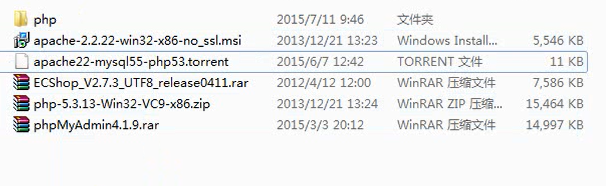 php 2015/7/11 9:46 文件夹
apache-2.2.22-win32-x86-no_ssl.msi 2013/12/21 13:23 Windows Install... 5,546 KB
apache22-mysql55-php53.torrent 2015/6/7 12:42 TORRENT 文件 11 KB
ECShop_V2.7.3_UTF8_release0411.rar 2012/4/12 12:00 WinRAR 压缩文件 7,586 KB
php-5.3.13-Win32-VC9-x86.zip 2013/12/21 13:24 WinRAR ZIP 压缩... 15,464 KB
phpMyAdmin4.1.9.rar 2015/3/3 20:12 WinRAR 压缩文件 14,997 KB